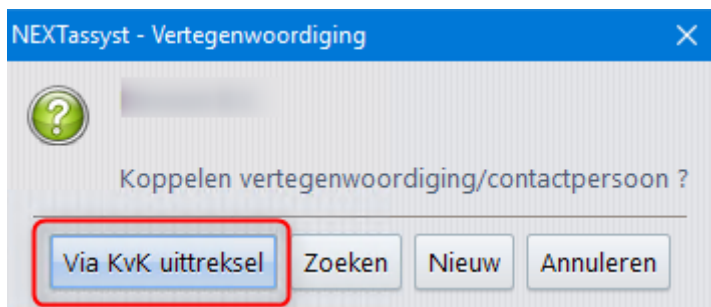 NEXTassyst - Vertegenwoordiging
Koppelen vertegenwoordiging/contactpersoon ?
Via KvK uittreksel Zoeken Nieuw Annuleren